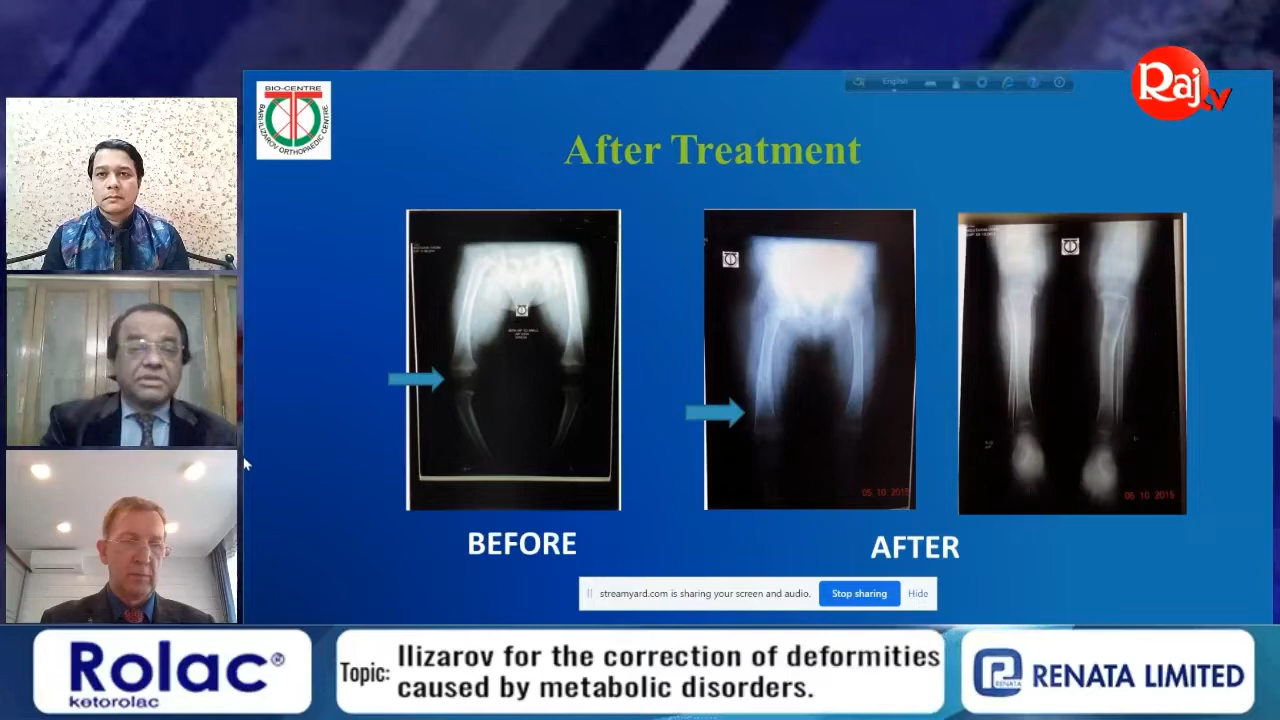 BIO-CENTRE
BARI-ILIZAROV ORTHOPAEDIC CENTRE
English
Raj tv
After Treatment
05 10 2015
08 10 2015
BEFORE
AFTER
streamyard.com is sharing your screen and audio.
Stop sharing
Hide
Rolac®
ketorolac
Topic:
Ilizarov for the correction of deformities
caused by metabolic disorders.
RENATA LIMITED